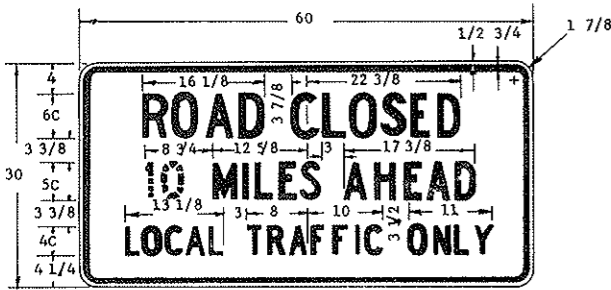 60
1/2 3/4 1 7/8
4 16 1/8 3 7/8 22 3/8
6C ROAD CLOSED
3 3/8 8 3/4 12 5/8 3 17 3/8
30 5C 10 MILES AHEAD
3 3/8 13 1/8 3 8 10 3 1/2 11
4C LOCAL TRAFFIC ONLY
4 1/4